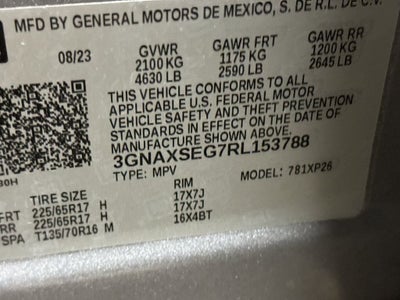 MFD BY GENERAL MOTORS DE MEXICO, S. DE R.L. DE C.V.
08/23 GVWR GAWR FRT GAWR RR
2100 KG 1175 KG 1200 KG
4630 LB 2590 LB 2645 LB
THIS VEHICLE CONFORMS TO ALL
APPLICABLE U.S. FEDERAL MOTOR
VEHICLE SAFETY AND THEFT PREVENTION
STANDARDS IN EFFECT ON THE DATE OF
MANUFACTURE SHOWN ABOVE.
3GNAXSEG7RL153788
TYPE: MPV MODEL: 781XP26
TIRE SIZE RIM
FRT 225/65R17 H 17X7J
RR 225/65R17 H 17X7J
SPA T135/70R16 M 16X4BT